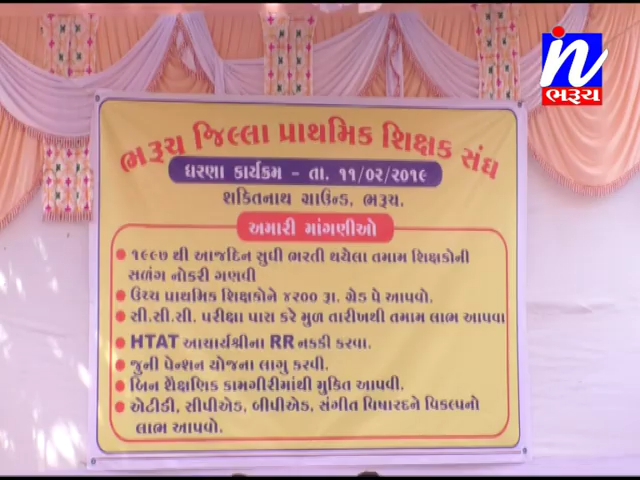 in
ભરૂચ
ભરૂચ જિલ્લા પ્રાથમિક શિક્ષક સંઘ
ધરણા કાર્યક્રમ - તા. ૧૧/૦૨/૨૦૧૯
શકિતનાથ ગ્રાઉન્ડ, ભરૂચ.
અમારી માંગણીઓ
૧૯૯૭ થી આજદિન સુધી ભરતી થયેલા તમામ શિક્ષકોની
સળંગ નોકરી ગણવી
ઉચ્ચ પ્રાથમિક શિક્ષકોને ૪૨૦૦ રૂા. ગ્રેડ પે આપવો.
સી.સી.સી. પરીક્ષા પાસ કરે મુળ તારીખથી તમામ લાભ આપવા
HTAT આચાર્યશ્રીના RR નકકી કરવા.
જુની પેન્શન યોજના લાગુ કરવી.
બિન શૈક્ષણિક કામગીરીમાંથી મુકિત આપવી.
એટીડી, સીપીએડ, બીપીએડ, સંગીત વિષારદને વિકલ્પનો
લાભ આપવો.